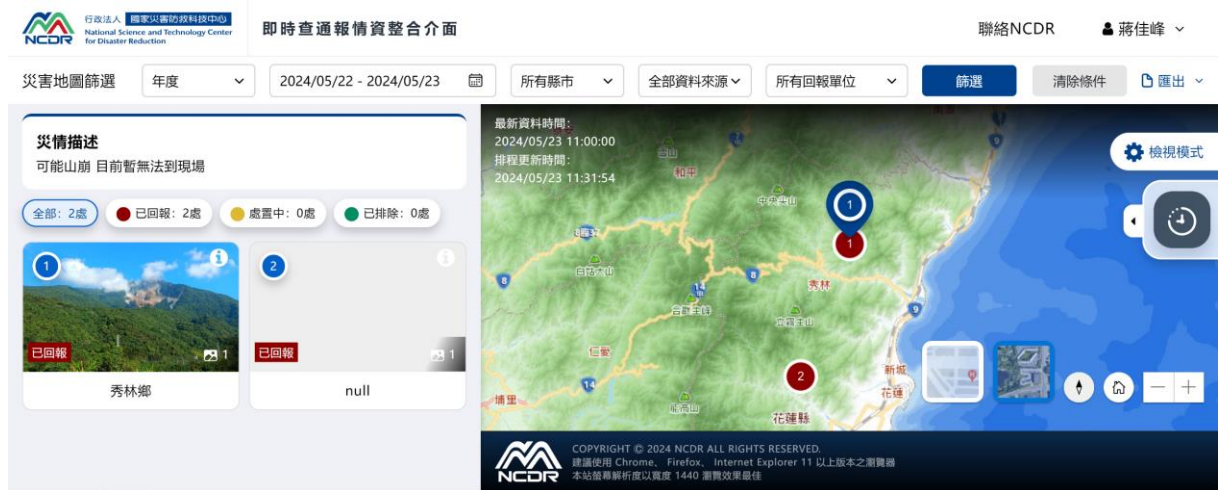 NCDR
行政法人 國家災害防救科技中心
National Science and Technology Center
for Disaster Reduction
即時查通報情資整合介面
聯絡NCDR
蔣佳峰
災害地圖篩選
年度
2024/05/22 - 2024/05/23
所有縣市
全部資料來源
所有回報單位
篩選
清除條件
匯出
災情描述
可能山崩 目前暫無法到現場
全部: 2處
已回報: 2處
處置中: 0處
已排除: 0處
1
已回報
1
秀林鄉
2
已回報
1
null
最新資料時間:
2024/05/23 11:00:00
排程更新時間:
2024/05/23 11:31:54
檢視模式
和平
中央尖山
1
1
8
白姑大山
8
14
合歡主峰
秀林
立霧主山
9
9
仁愛
2
新城
花蓮
14
埔里
能高山
花蓮縣
NCDR
COPYRIGHT © 2024 NCDR ALL RIGHTS RESERVED.
建議使用 Chrome、 Firefox、 Internet Explorer 11 以上版本之瀏覽器
本站螢幕解析度以寬度 1440 瀏覽效果最佳